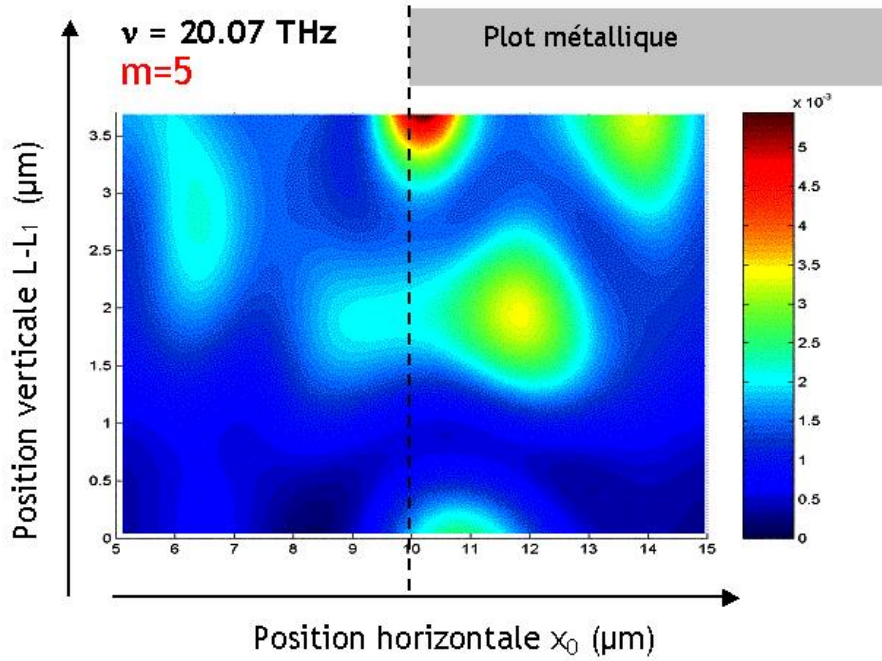 ν = 20.07 THz
m=5
Plot métallique
Position verticale L-L₁ (μm)
3.5
3
2.5
2
1.5
1
0.5
0
5 6 7 8 9 10 11 12 13 14 15
Position horizontale x₀ (μm)
x 10⁻³
5
4.5
4
3.5
3
2.5
2
1.5
1
0.5
0